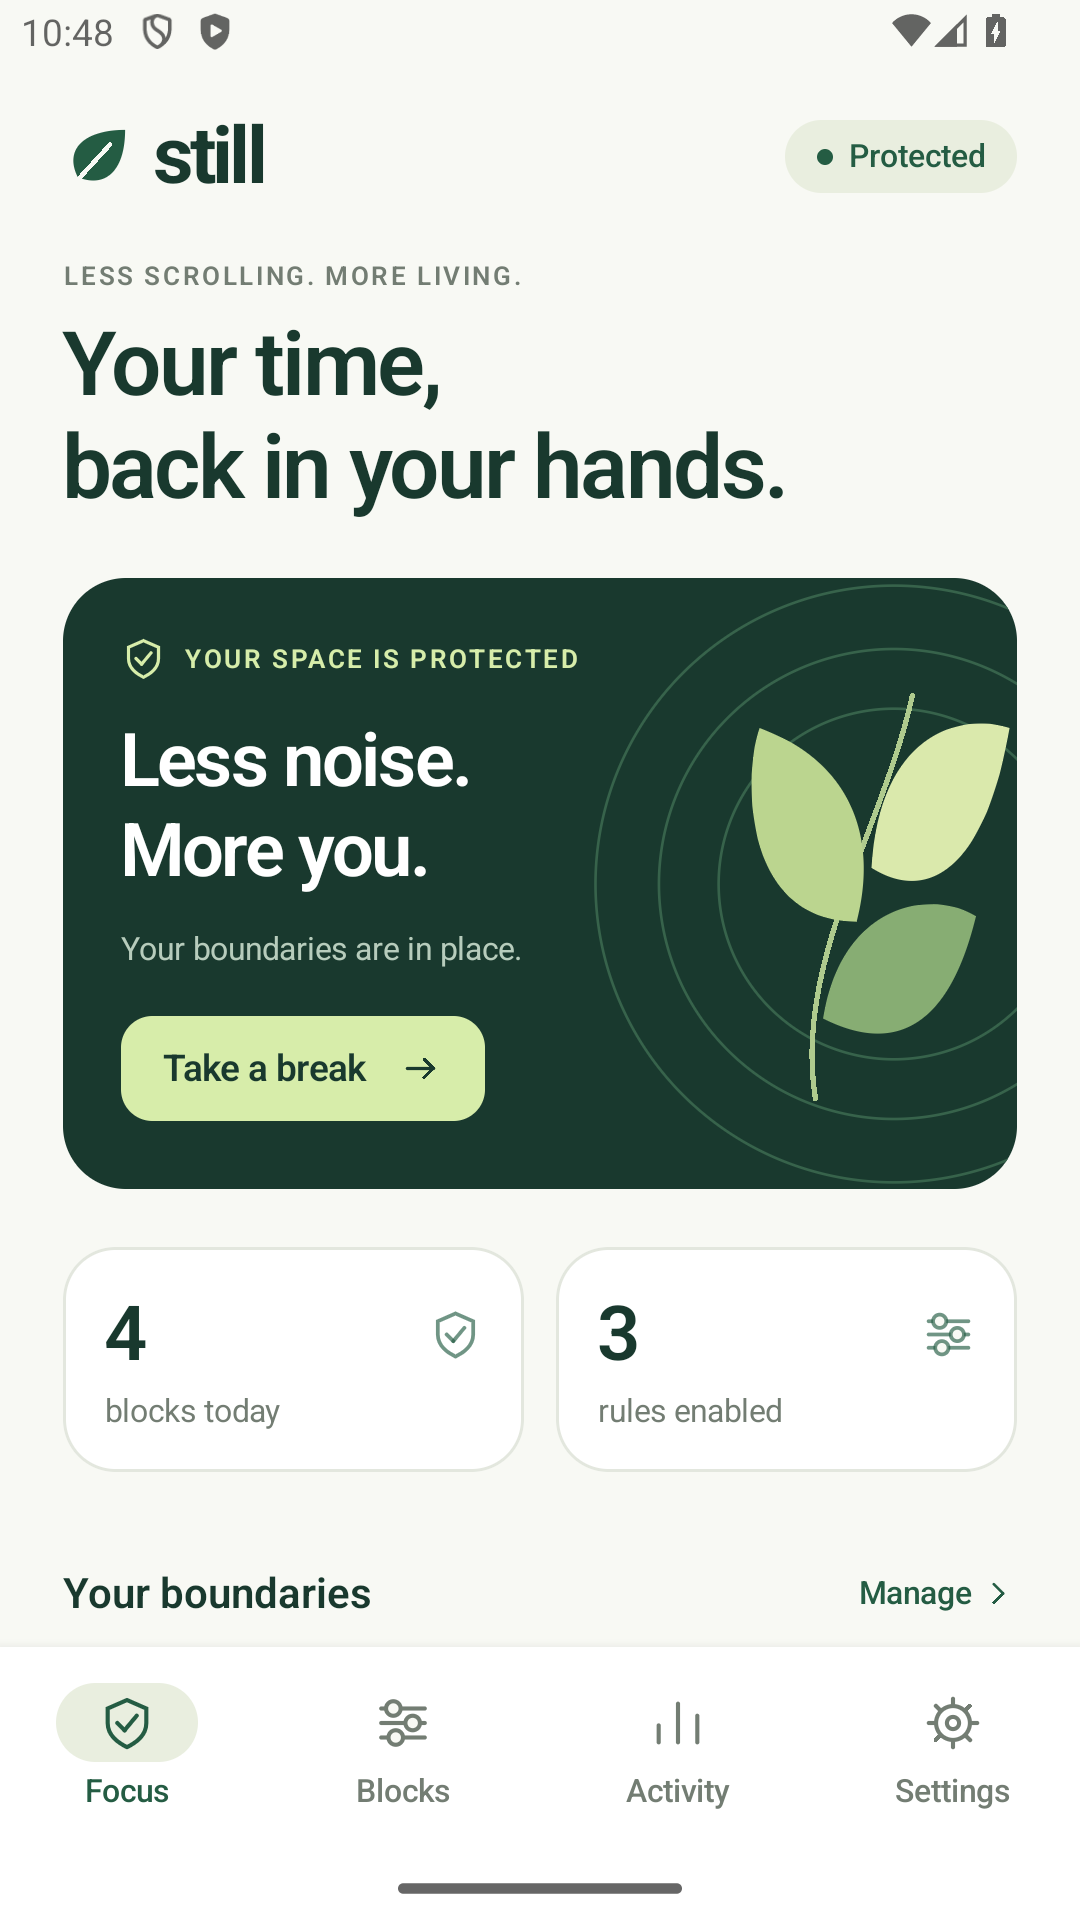 10:48
still
Protected
LESS SCROLLING. MORE LIVING.
Your time,
back in your hands.
YOUR SPACE IS PROTECTED
Less noise.
More you.
Your boundaries are in place.
Take a break
4
blocks today
3
rules enabled
Your boundaries
Manage
Focus
Blocks
Activity
Settings